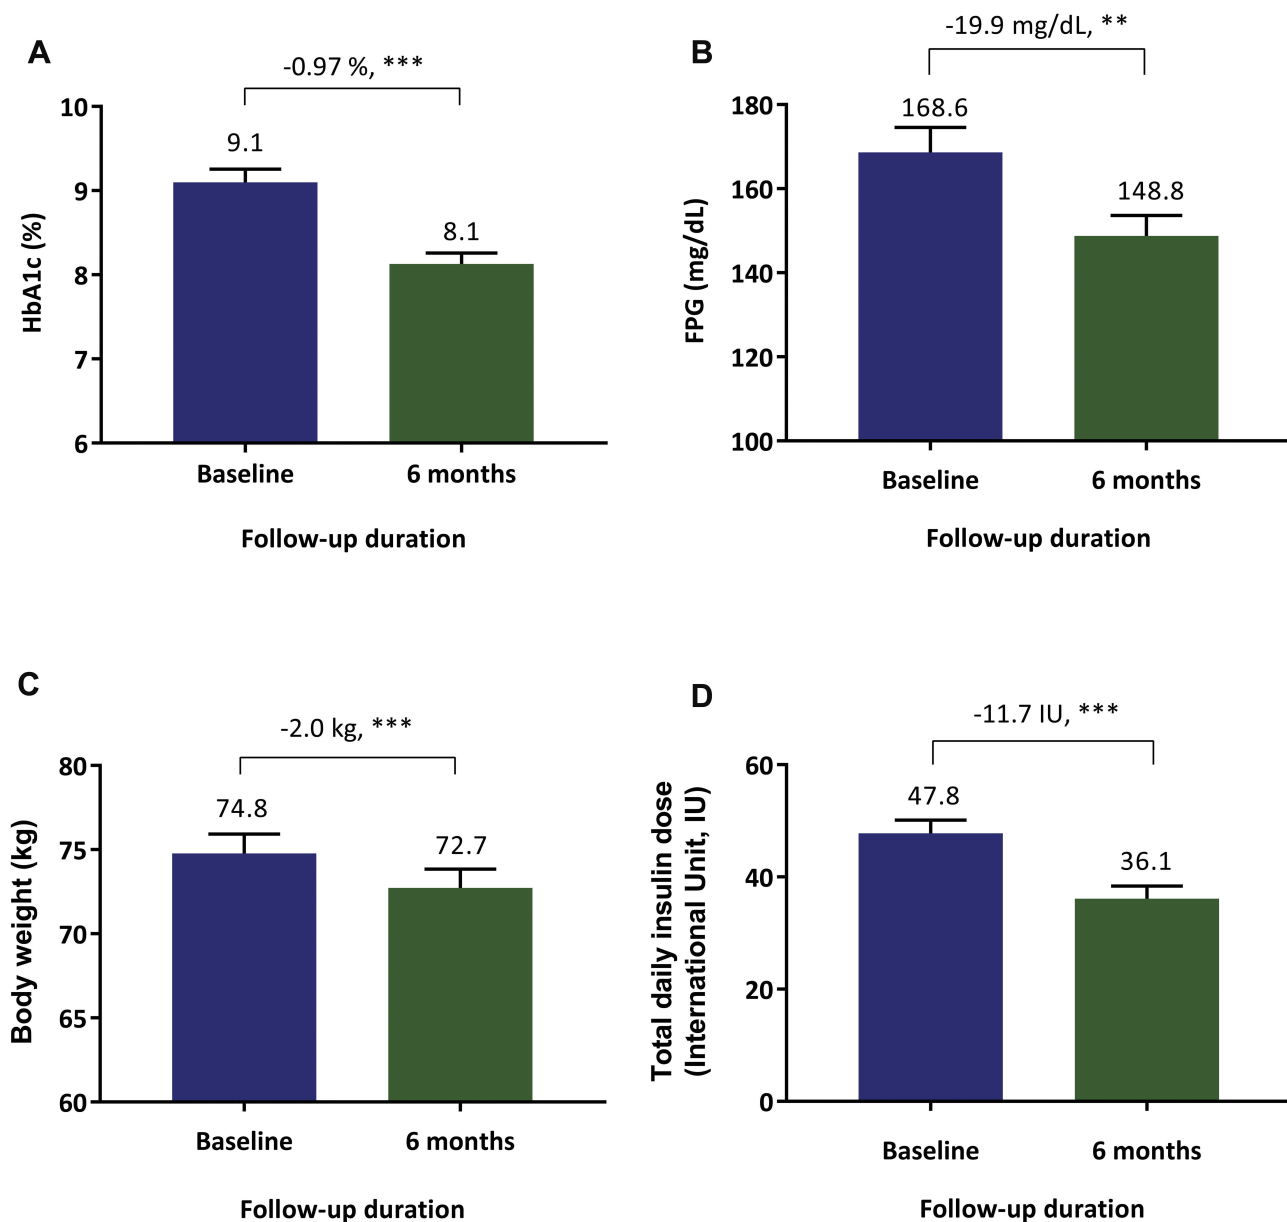 A
-0.97 %, ***
10
9
8
7
6
HbA1c (%)
9.1
8.1
Baseline
6 months
Follow-up duration
B
-19.9 mg/dL, **
180
160
140
120
100
FPG (mg/dL)
168.6
148.8
Baseline
6 months
Follow-up duration
C
-2.0 kg, ***
80
75
70
65
60
Body weight (kg)
74.8
72.7
Baseline
6 months
Follow-up duration
D
-11.7 IU, ***
60
40
20
0
Total daily insulin dose
(International Unit, IU)
47.8
36.1
Baseline
6 months
Follow-up duration